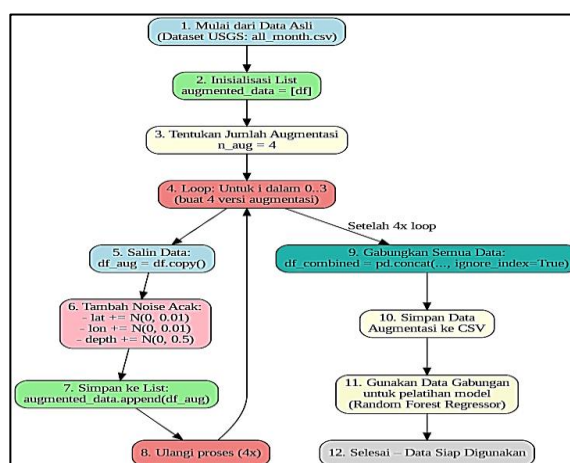 1. Mulai dari Data Asli
(Dataset USGS: all_month.csv)
2. Inisialisasi List
augmented_data = [df]
3. Tentukan Jumlah Augmentasi
n_aug = 4
4. Loop: Untuk i dalam 0..3
(buat 4 versi augmentasi)
Setelah 4x loop
5. Salin Data:
df_aug = df.copy()
6. Tambah Noise Acak:
- lat += N(0, 0.01)
- lon += N(0, 0.01)
- depth += N(0, 0.5)
7. Simpan ke List:
augmented_data.append(df_aug)
8. Ulangi proses (4x)
9. Gabungkan Semua Data:
df_combined = pd.concat(..., ignore_index=True)
10. Simpan Data
Augmentasi ke CSV
11. Gunakan Data Gabungan
untuk pelatihan model
(Random Forest Regressor)
12. Selesai – Data Siap Digunakan